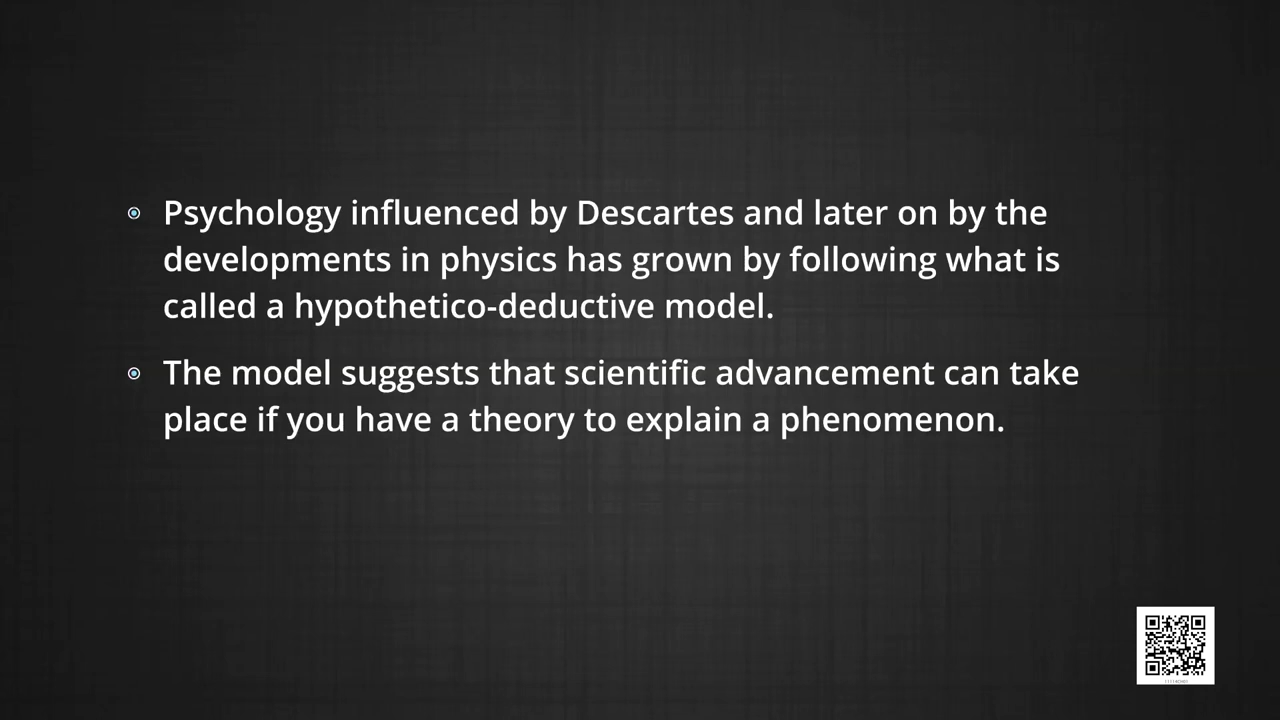 Psychology influenced by Descartes and later on by the
developments in physics has grown by following what is
called a hypothetico-deductive model.
The model suggests that scientific advancement can take
place if you have a theory to explain a phenomenon.